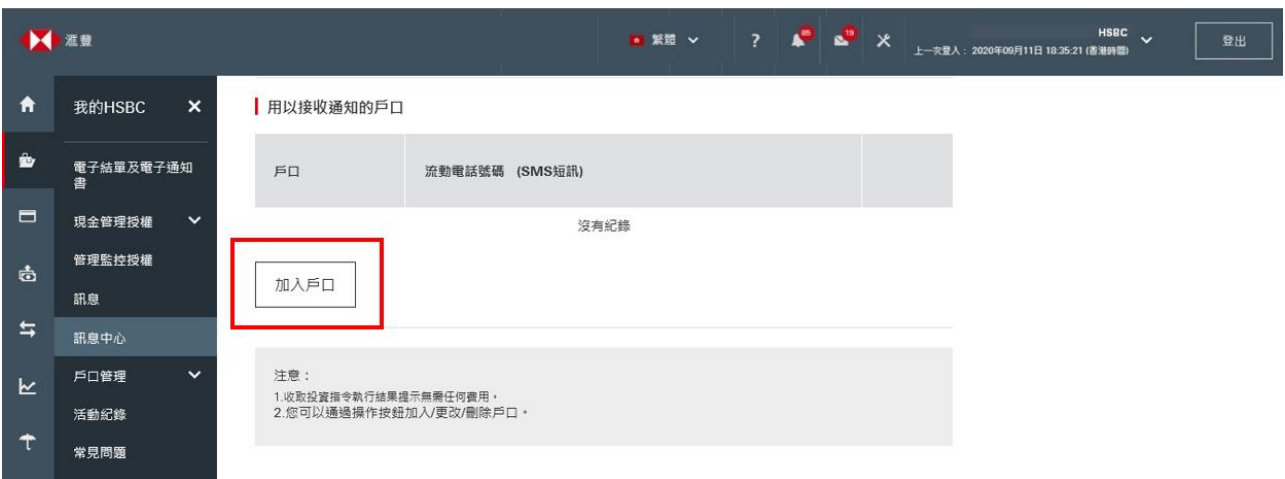 滙豐
繁體
?
85
19
HSBC
上一次登入： 2020年09月11日 18:35:21 (香港時間)
登出
我的HSBC
電子結單及電子通知
書
現金管理授權
管理監控授權
訊息
訊息中心
戶口管理
活動紀錄
常見問題
用以接收通知的戶口
戶口
流動電話號碼 (SMS短訊)
沒有紀錄
加入戶口
注意：
1.收取投資指令執行結果提示無需任何費用。
2.您可以通過操作按鈕加入/更改/刪除戶口。